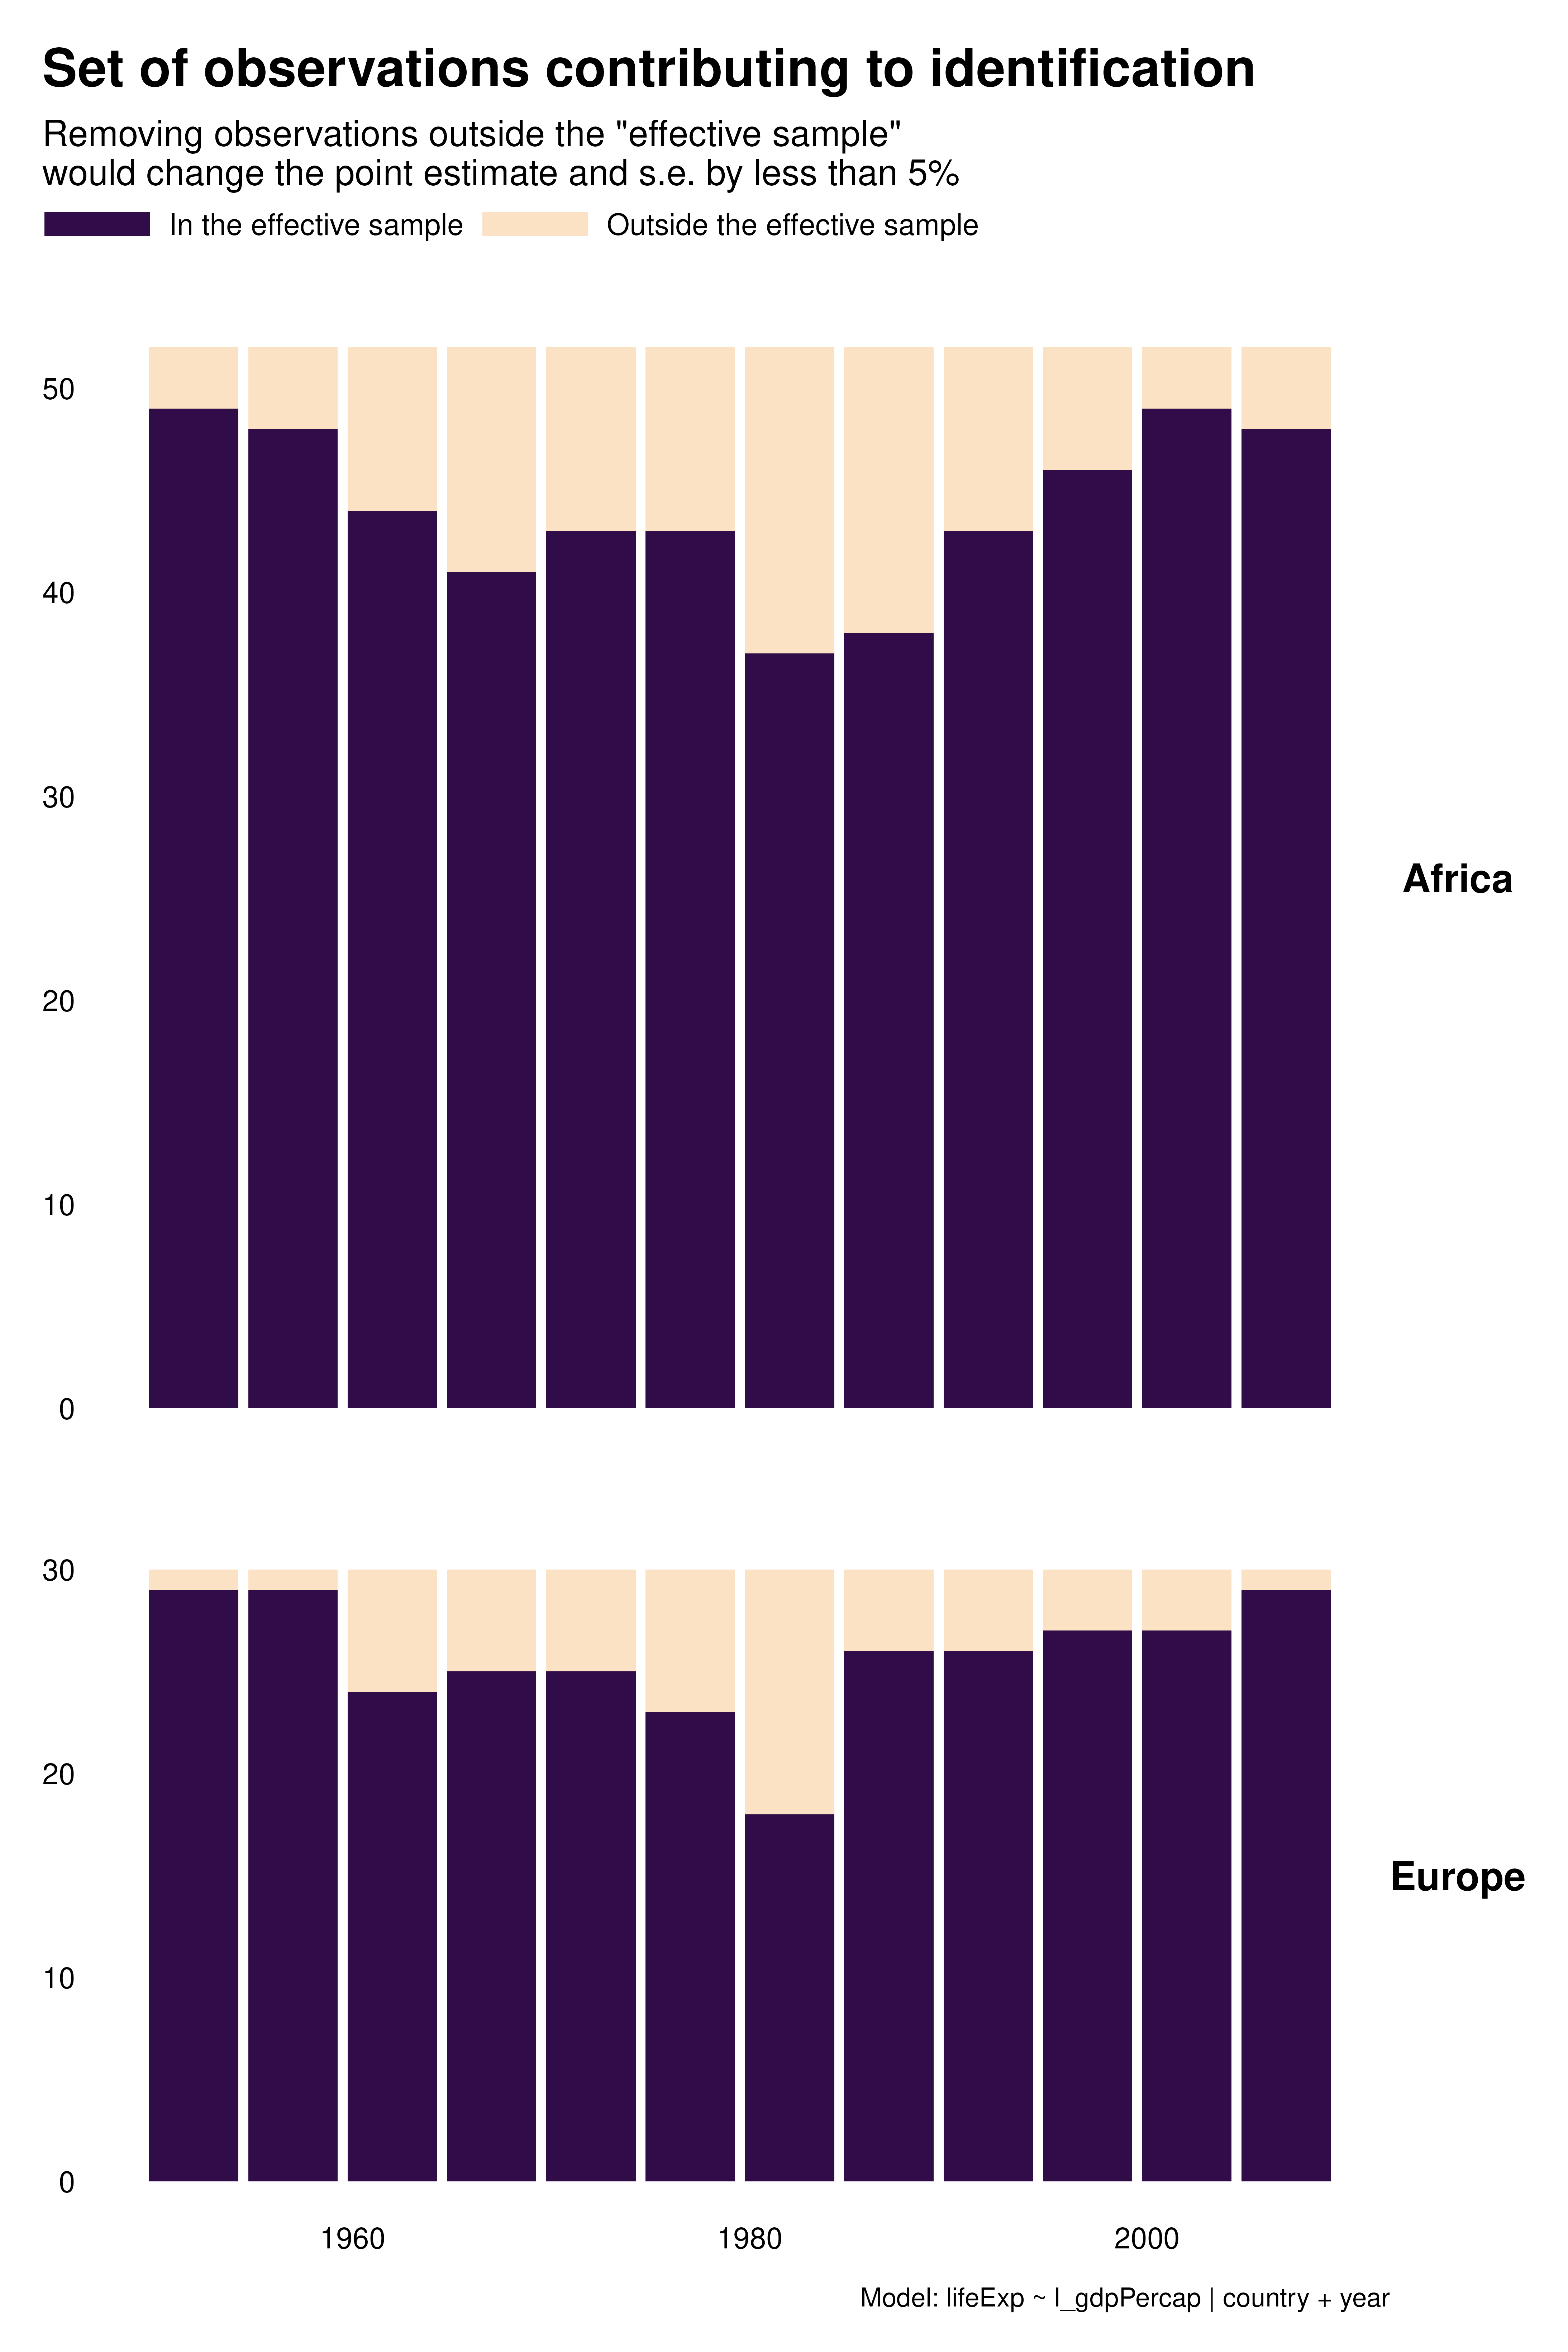 Set of observations contributing to identification
Removing observations outside the "effective sample"
would change the point estimate and s.e. by less than 5%
In the effective sample
Outside the effective sample
50
40
30
20
10
0
Africa
30
20
10
0
Europe
1960
1980
2000
Model: lifeExp ~ l_gdpPercap | country + year